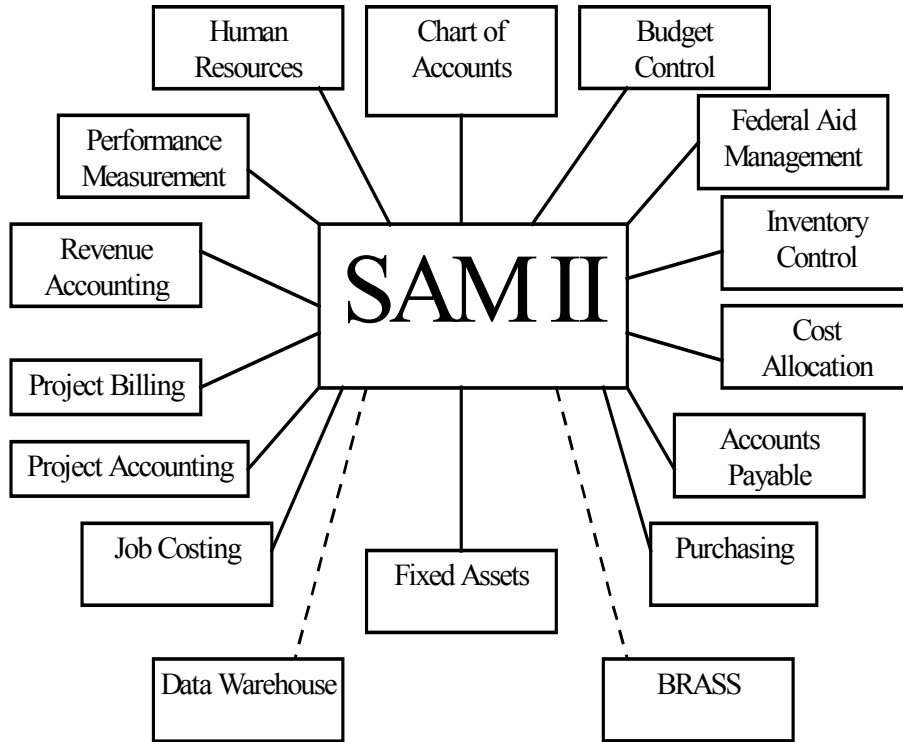 Human
Resources
Chart of
Accounts
Budget
Control
Performance
Measurement
Federal Aid
Management
Revenue
Accounting
SAM II
Inventory
Control
Project Billing
Cost
Allocation
Project Accounting
Accounts
Payable
Job Costing
Fixed Assets
Purchasing
Data Warehouse
BRASS